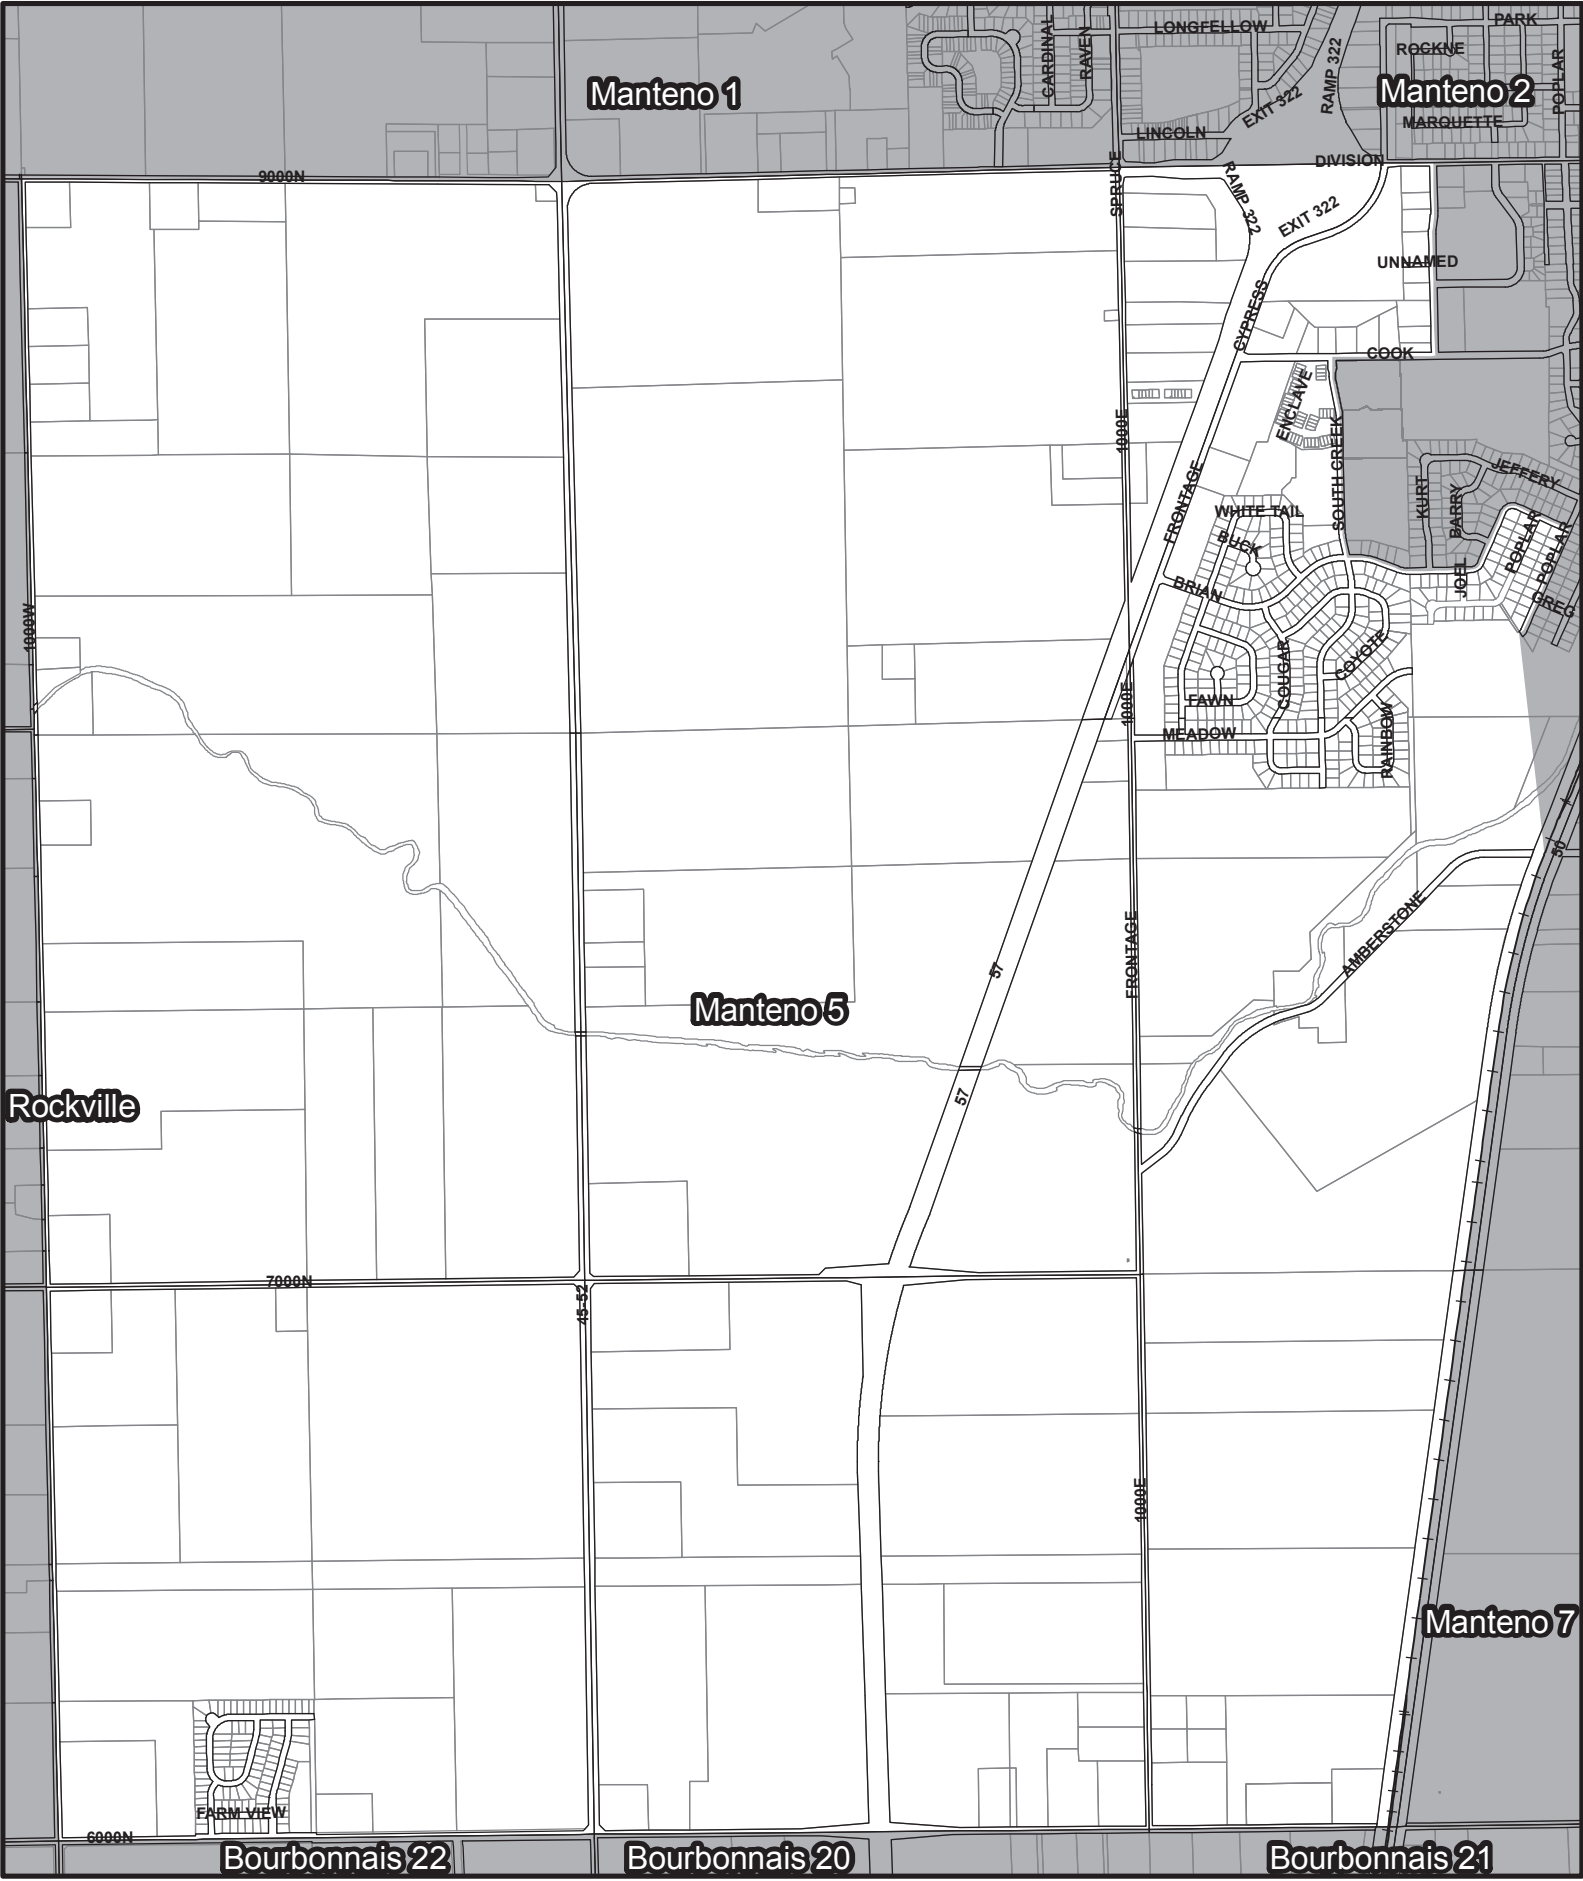 PARK
LONGFELLOW
CARDINAL
RAVEN
ROCKNE
RAMP 322
POPLAR
Manteno 1
Manteno 2
EXIT 322
MARQUETTE
LINCOLN
DIVISION
9000N
SPRUCE
RAMP 322
EXIT 322
UNNAMED
CYPRESS
COOK
ENCLAVE
1000E
SOUTH CREEK
JEFFERY
KURT
BARRY
FRONTAGE
WHITE TAIL
BUCK
POPLAR
POPLAR
JOEL
BRIAN
GREG
1000W
COUGAR
COYOTE
FAWN
1000E
MEADOW
RAINBOW
50
FRONTAGE
AMBERSTONE
57
Manteno 5
57
Rockville
7000N
45-52
1000E
Manteno 7
FARM VIEW
6000N
Bourbonnais 22
Bourbonnais 20
Bourbonnais 21